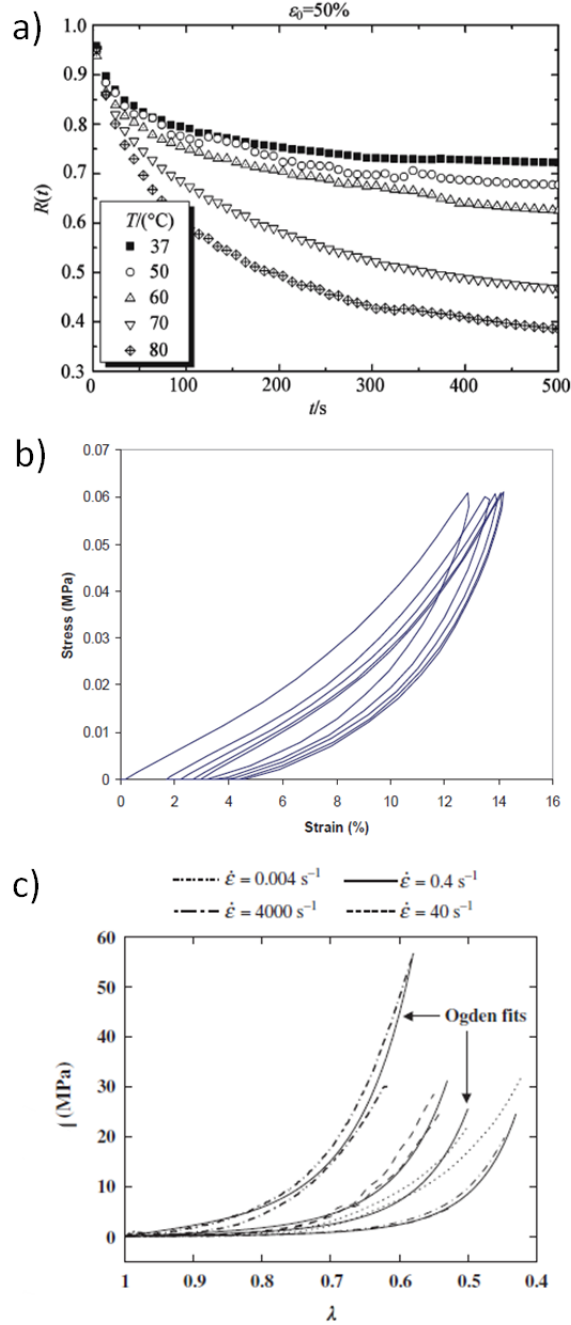 a)
ε₀=50%
1.0
0.9
0.8
0.7
0.6
0.5
0.4
0.3
R(t)
T/(°C)
37
50
60
70
80
0 100 200 300 400 500
t/s
b)
0.07
0.06
0.05
0.04
0.03
0.02
0.01
0
Stress (MPa)
0 2 4 6 8 10 12 14 16
Strain (%)
c)
ε̇ = 0.004 s⁻¹ ε̇ = 0.4 s⁻¹
ε̇ = 4000 s⁻¹ ε̇ = 40 s⁻¹
60
50
40
30
20
10
0
(MPa)
Ogden fits
1 0.9 0.8 0.7 0.6 0.5 0.4
λ